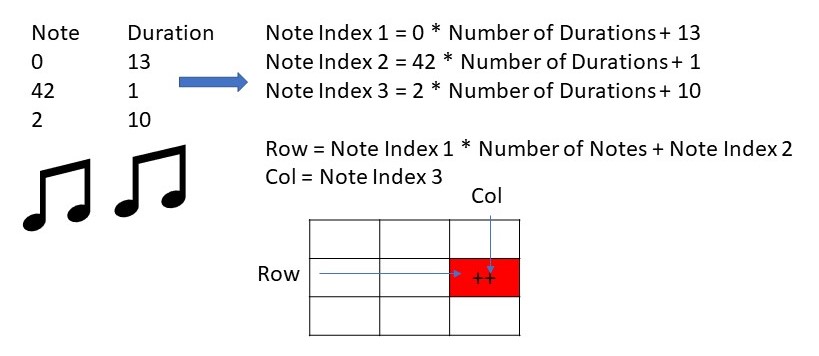 Note Duration
0 13
42 1
2 10
Note Index 1 = 0 * Number of Durations + 13
Note Index 2 = 42 * Number of Durations + 1
Note Index 3 = 2 * Number of Durations + 10
Row = Note Index 1 * Number of Notes + Note Index 2
Col = Note Index 3
Col
Row
++